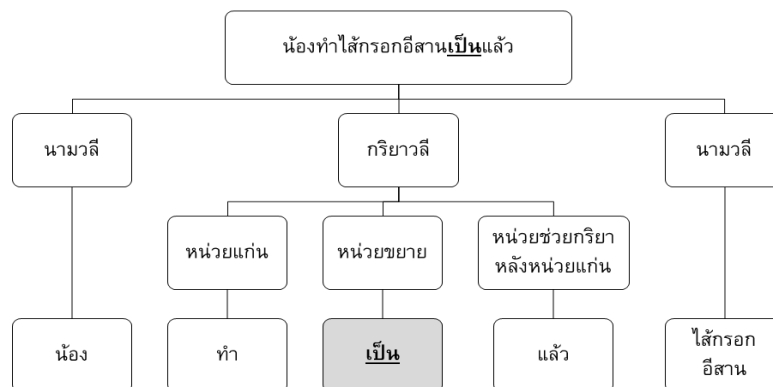 น้องทำไส้กรอกอีสานเป็นแล้ว
นามวลี
กริยาวลี
นามวลี
หน่วยแก่น
หน่วยขยาย
หน่วยช่วยกริยา
หลังหน่วยแก่น
น้อง
ทำ
เป็น
แล้ว
ไส้กรอก
อีสาน